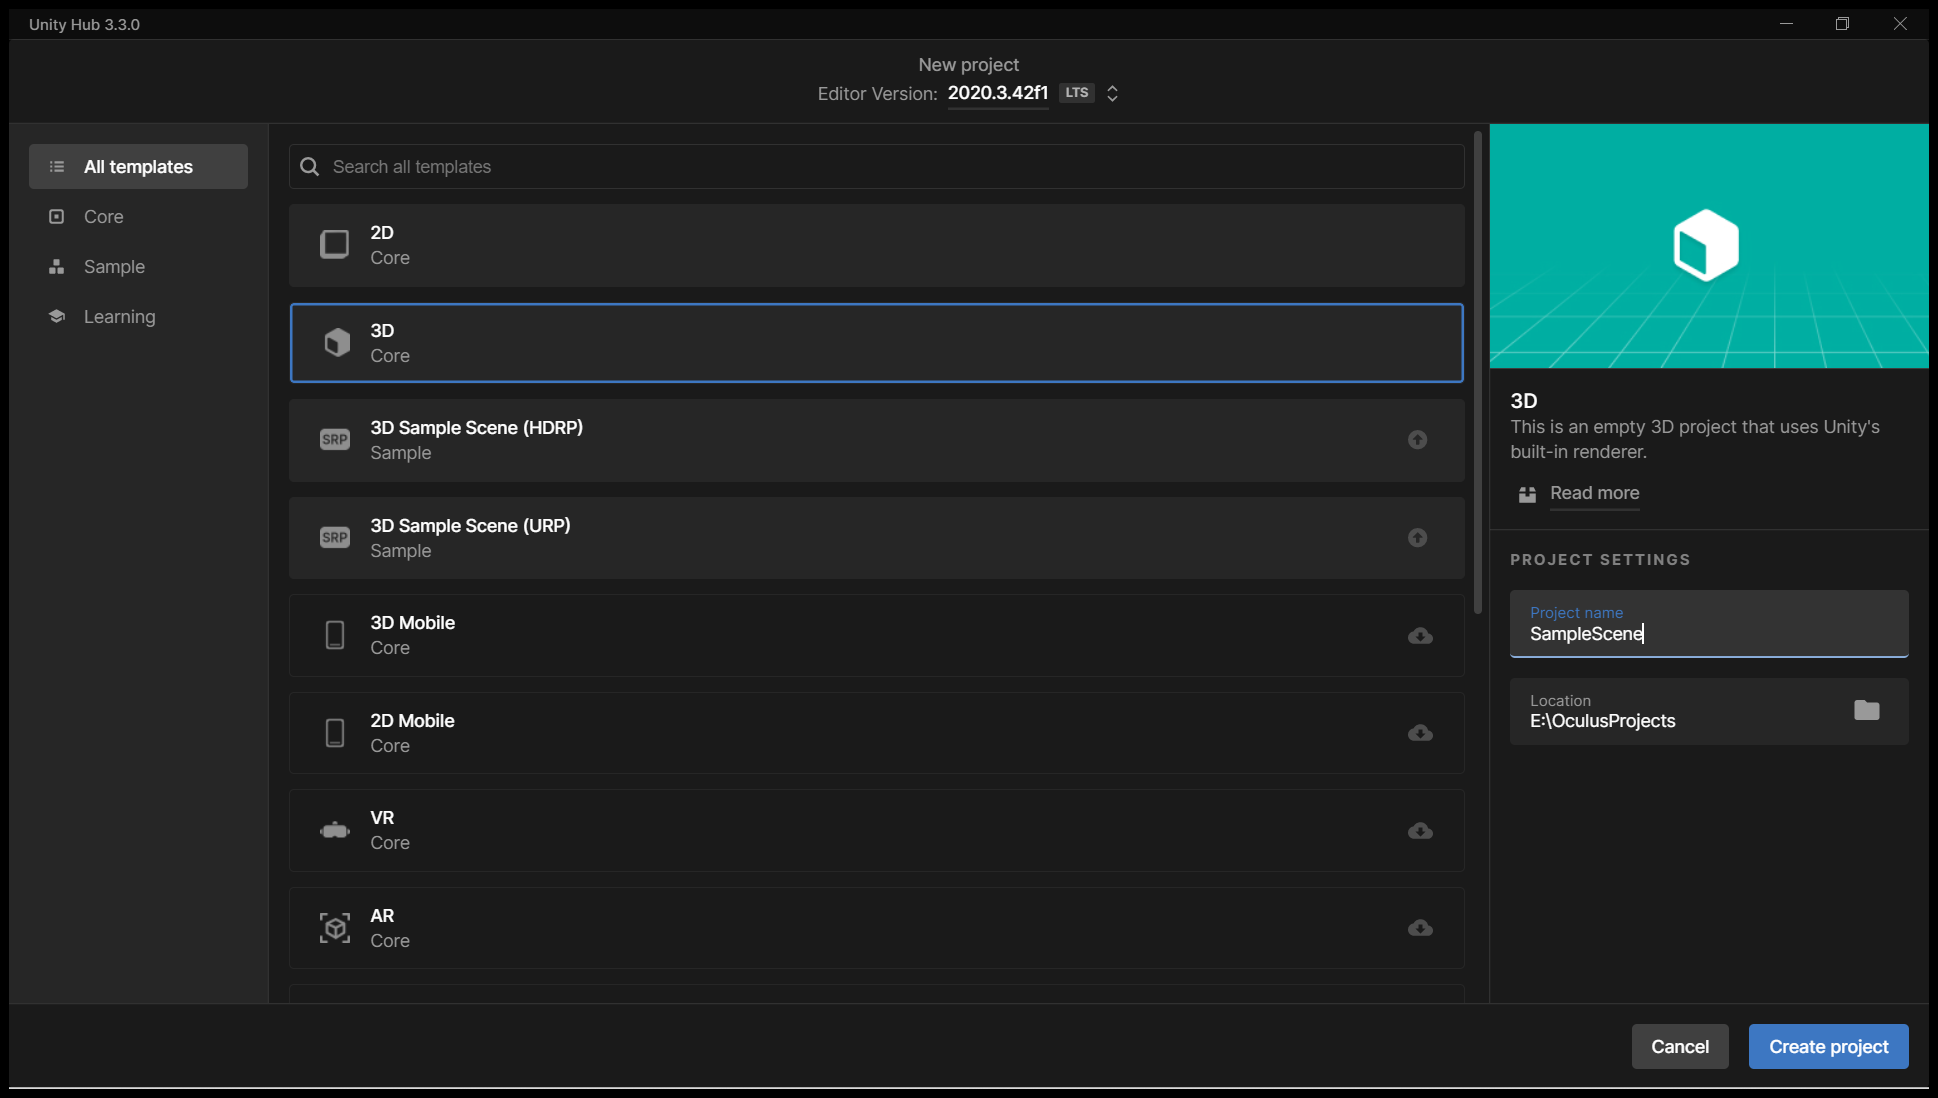 Unity Hub 3.3.0
New project
Editor Version: 2020.3.42f1 LTS
All templates
Core
Sample
Learning
Search all templates
2D
Core
3D
Core
SRP
3D Sample Scene (HDRP)
Sample
SRP
3D Sample Scene (URP)
Sample
3D Mobile
Core
2D Mobile
Core
VR
Core
AR
Core
3D
This is an empty 3D project that uses Unity's
built-in renderer.
Read more
PROJECT SETTINGS
Project name
SampleScene
Location
E:\OculusProjects
Cancel
Create project